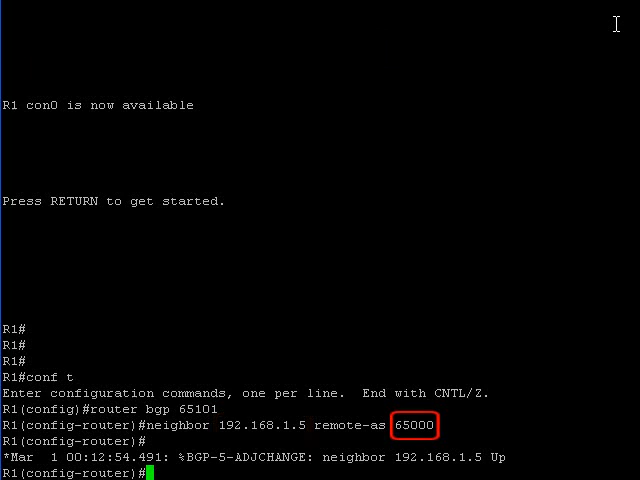 R1 con0 is now available
Press RETURN to get started.
R1#
R1#
R1#
R1#conf t
Enter configuration commands, one per line.  End with CNTL/Z.
R1(config)#router bgp 65101
R1(config-router)#neighbor 192.168.1.5 remote-as 65000
R1(config-router)#
*Mar  1 00:12:54.491: %BGP-5-ADJCHANGE: neighbor 192.168.1.5 Up
R1(config-router)#